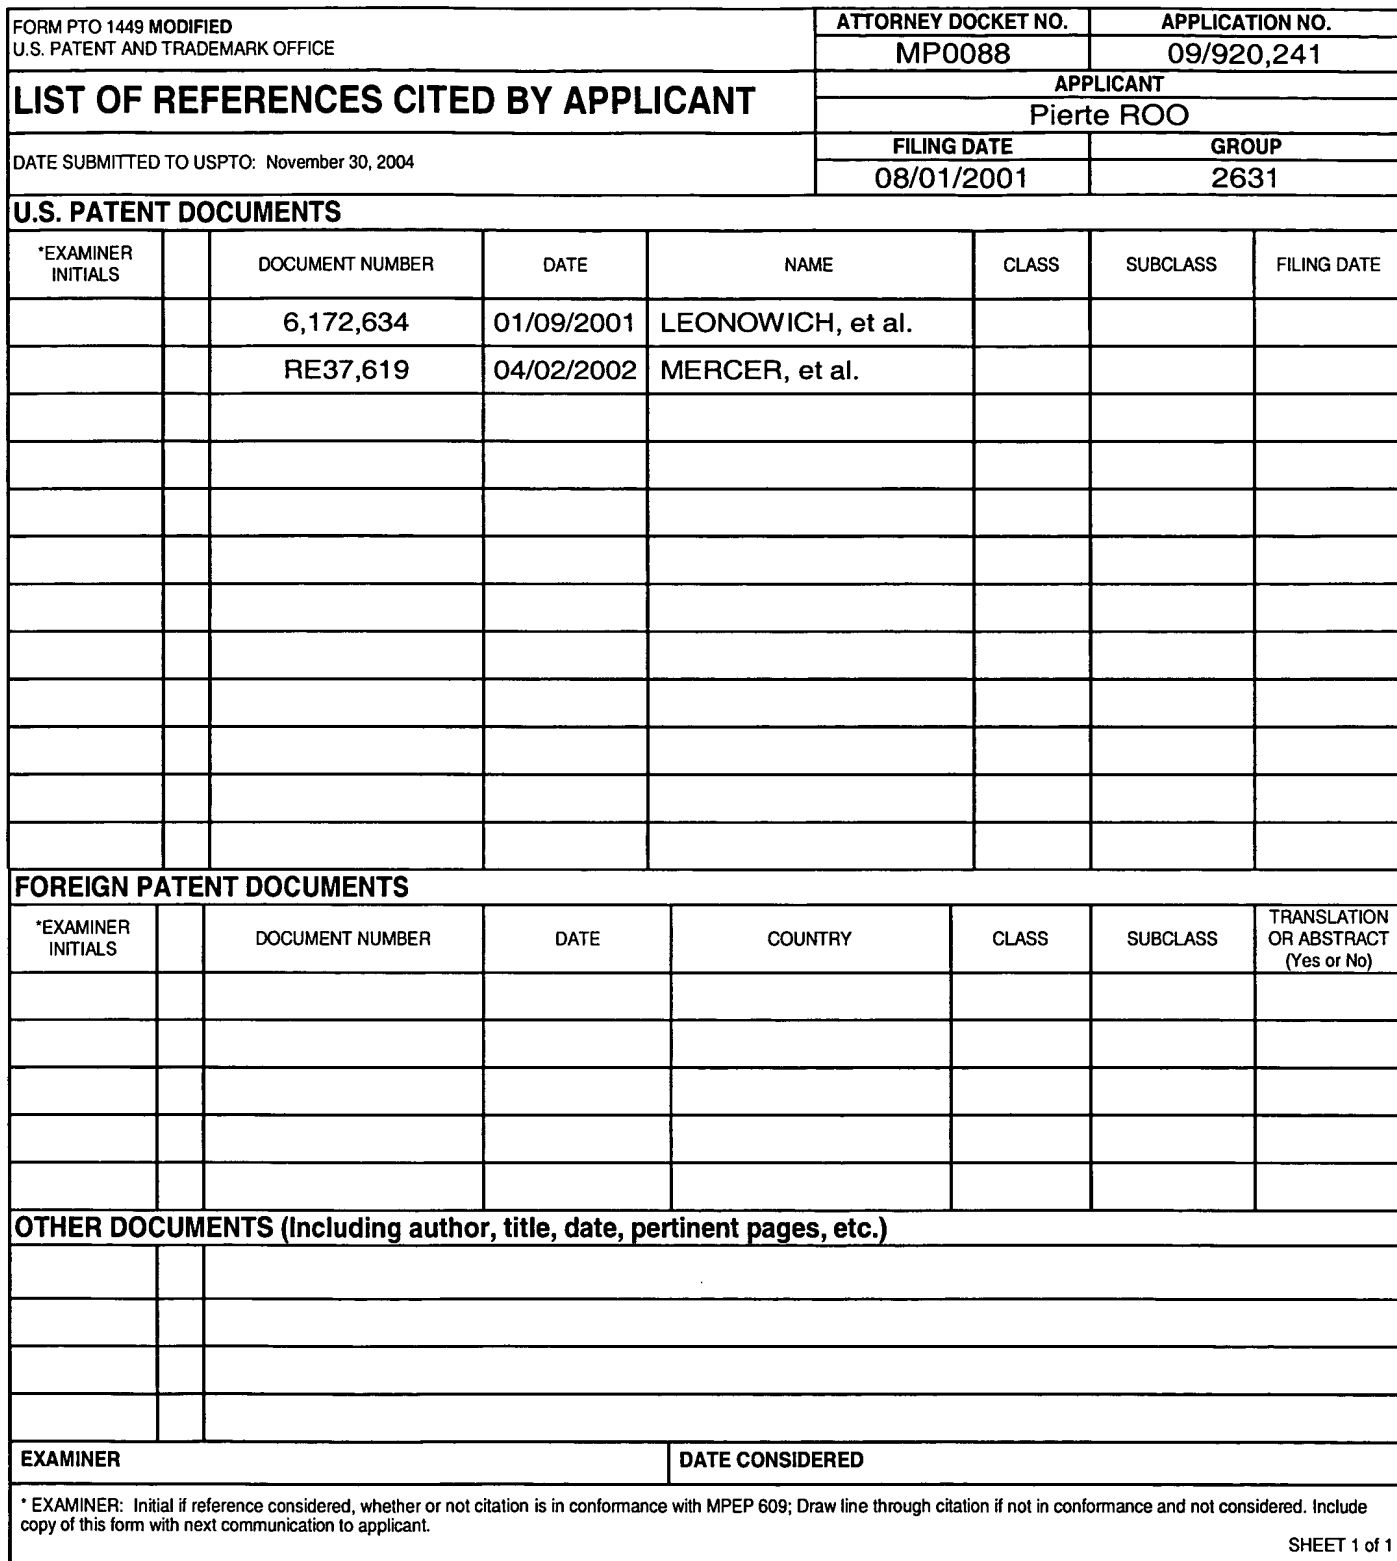 FORM PTO 1449 MODIFIED
U.S. PATENT AND TRADEMARK OFFICE
ATTORNEY DOCKET NO.
APPLICATION NO.
MP0088
09/920,241
LIST OF REFERENCES CITED BY APPLICANT
APPLICANT
Pierte ROO
DATE SUBMITTED TO USPTO: November 30, 2004
FILING DATE
GROUP
08/01/2001
2631
U.S. PATENT DOCUMENTS
*EXAMINER
INITIALS
DOCUMENT NUMBER
DATE
NAME
CLASS
SUBCLASS
FILING DATE
6,172,634
01/09/2001
LEONOWICH, et al.
RE37,619
04/02/2002
MERCER, et al.
FOREIGN PATENT DOCUMENTS
*EXAMINER
INITIALS
DOCUMENT NUMBER
DATE
COUNTRY
CLASS
SUBCLASS
TRANSLATION
OR ABSTRACT
(Yes or No)
OTHER DOCUMENTS (Including author, title, date, pertinent pages, etc.)
EXAMINER
DATE CONSIDERED
* EXAMINER: Initial if reference considered, whether or not citation is in conformance with MPEP 609; Draw line through citation if not in conformance and not considered. Include
copy of this form with next communication to applicant.
SHEET 1 of 1